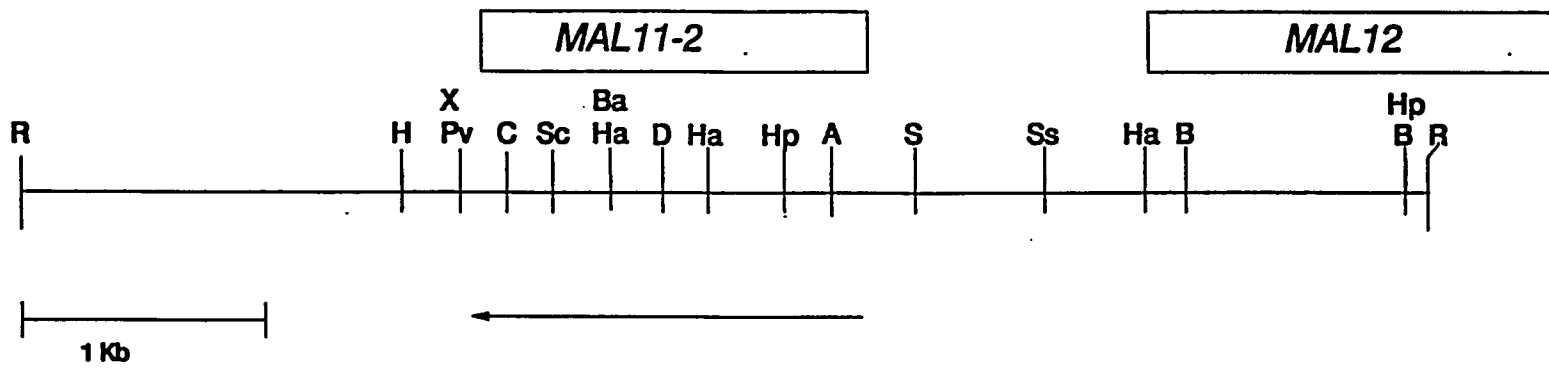 MAL11-2 MAL12
X Ba Hp
R H Pv C Sc Ha D Ha Hp A S Ss Ha B B R
1 Kb